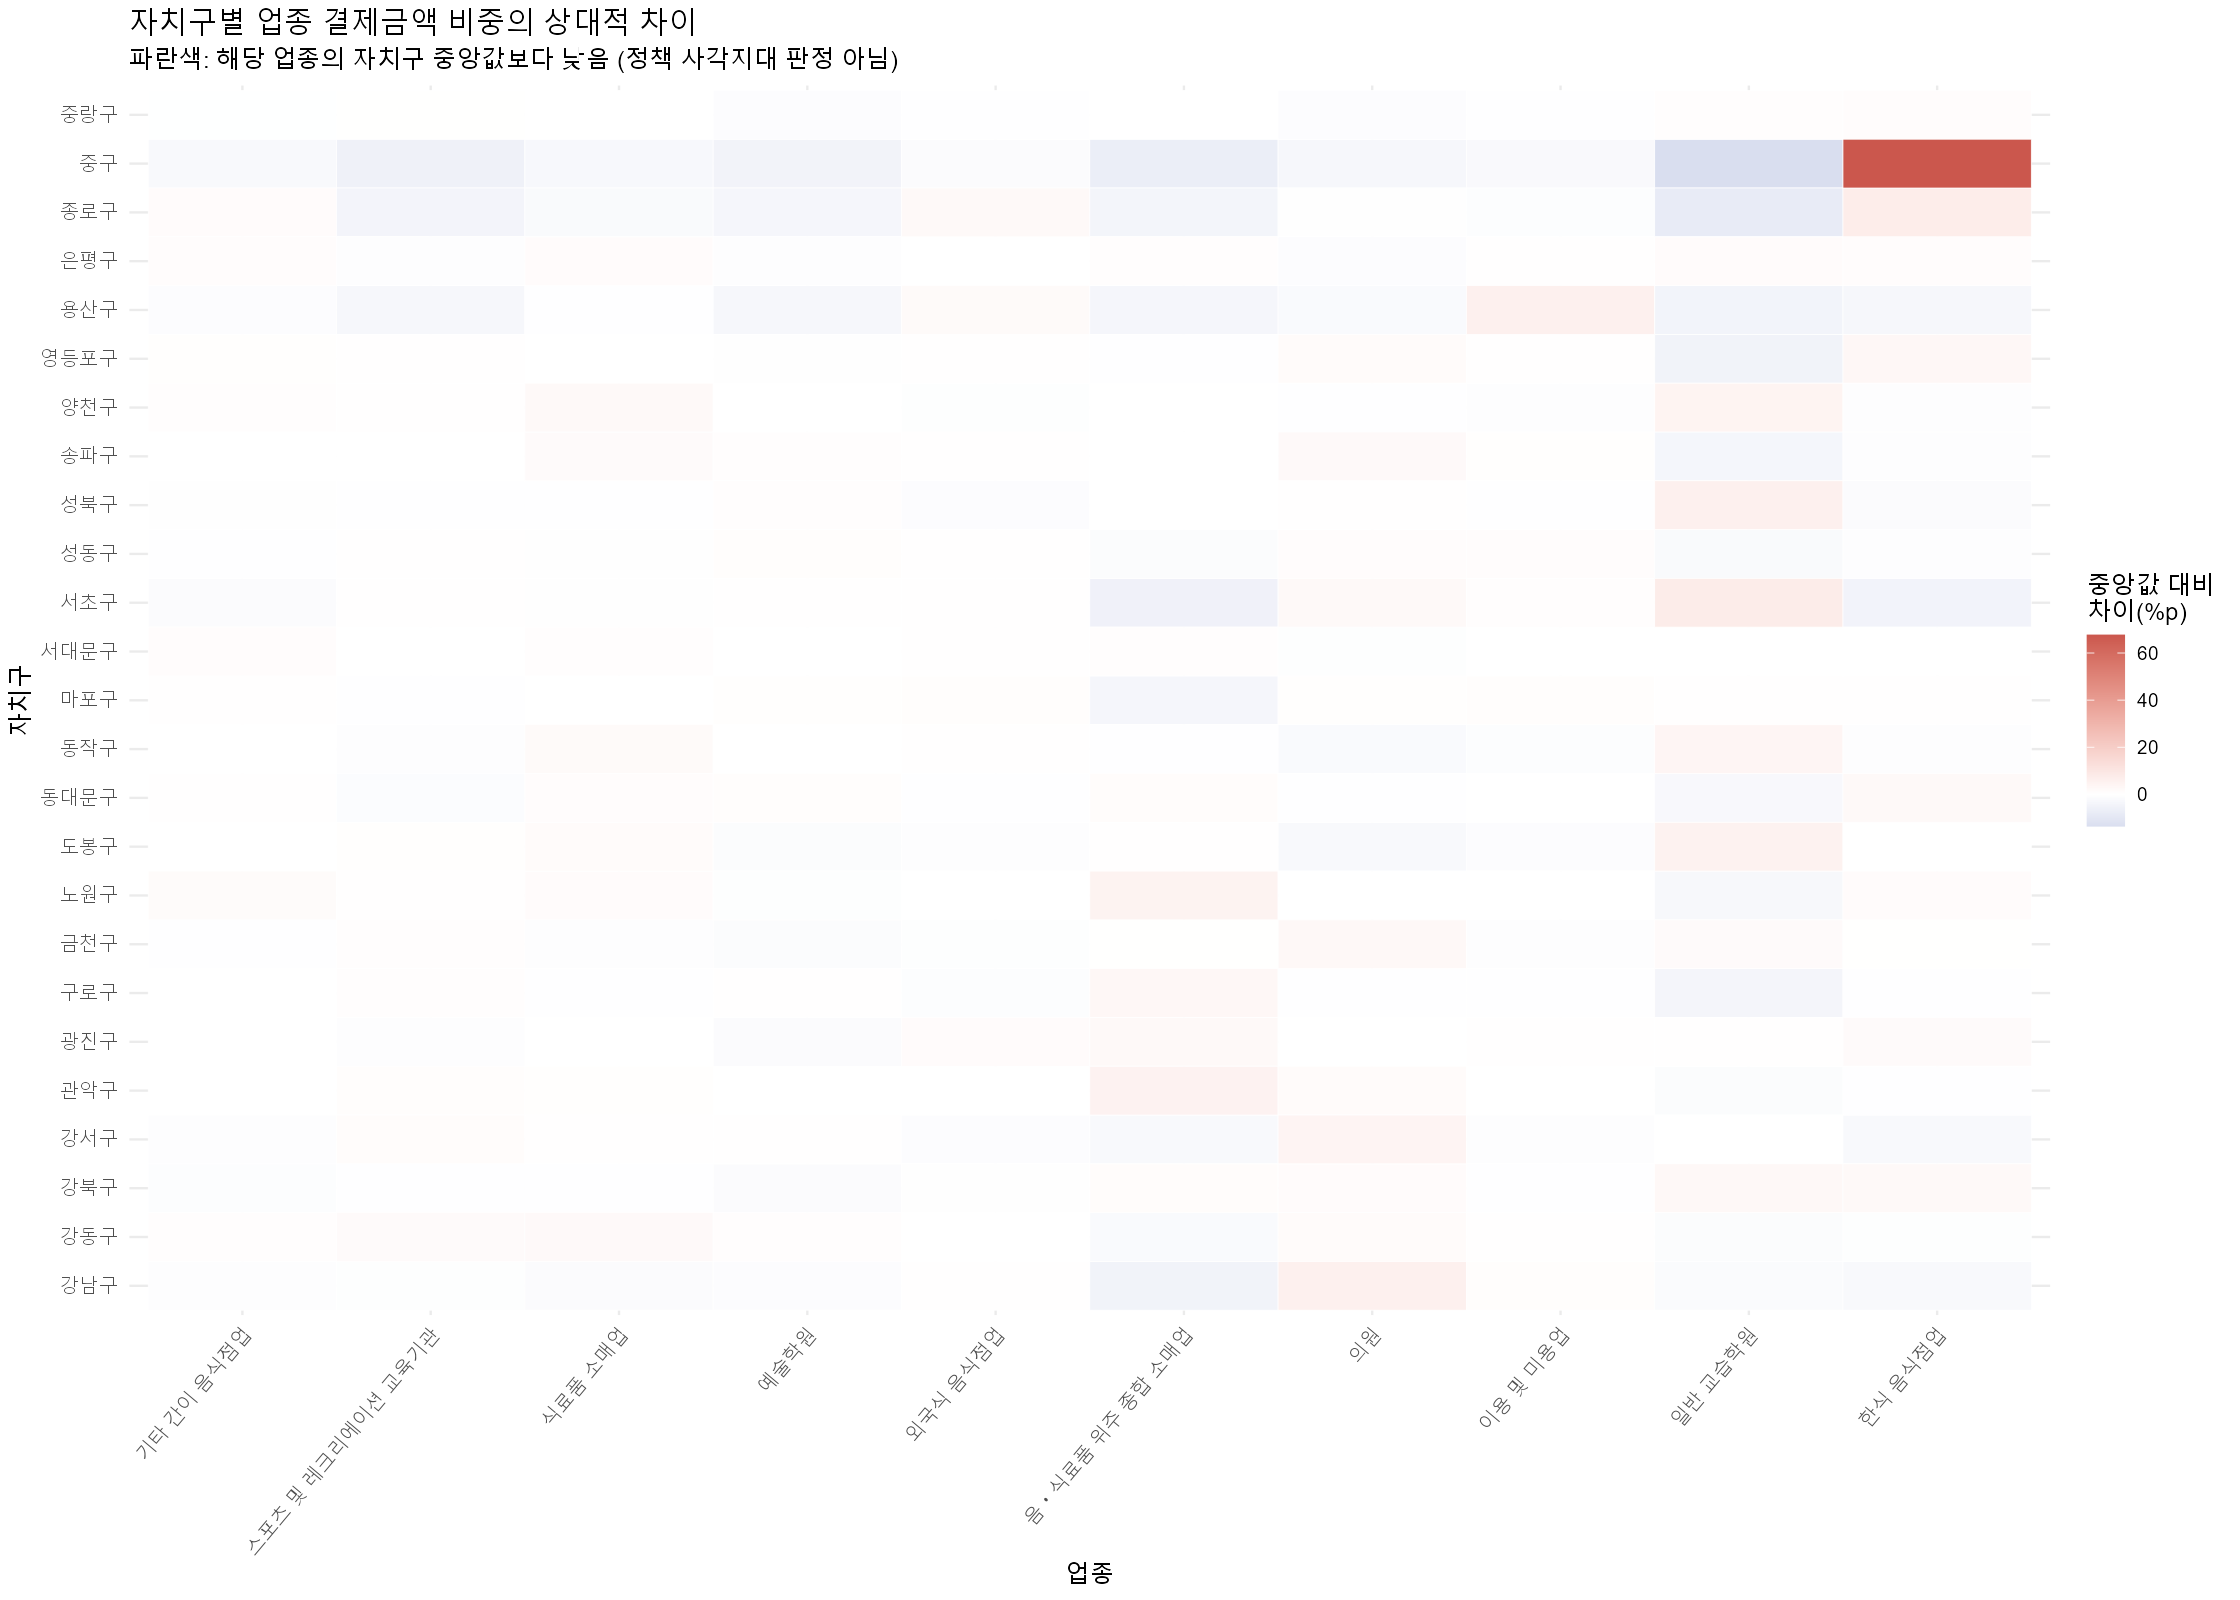 자치구별 업종 결제금액 비중의 상대적 차이
파란색: 해당 업종의 자치구 중앙값보다 낮음 (정책 사각지대 판정 아님)
자치구
중랑구
중구
종로구
은평구
용산구
영등포구
양천구
송파구
성북구
성동구
서초구
서대문구
마포구
동작구
동대문구
도봉구
노원구
금천구
구로구
광진구
관악구
강서구
강북구
강동구
강남구
기타 간이 음식점업
스포츠 및 레크리에이션 교육기관
식료품 소매업
예술학원
외국식 음식점업
음・식료품 위주 종합 소매업
의원
이용 및 미용업
일반 교습학원
한식 음식점업
업종
중앙값 대비
차이(%p)
60
40
20
0